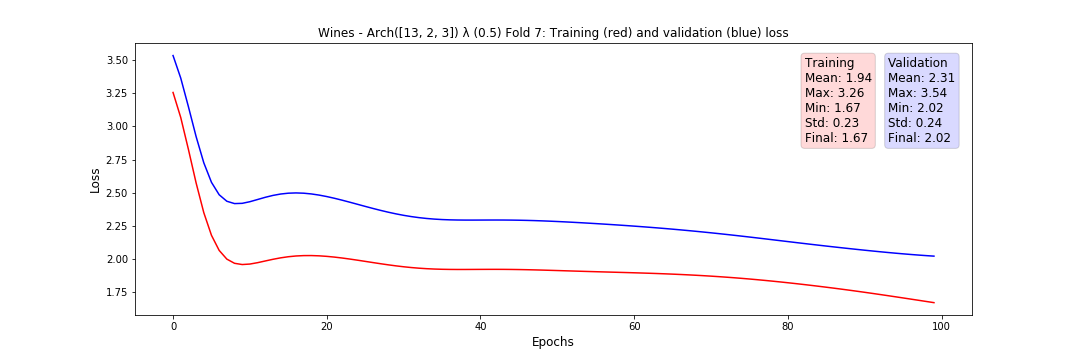 Wines - Arch([13, 2, 3]) λ (0.5) Fold 7: Training (red) and validation (blue) loss
3.50
3.25
3.00
2.75
2.50
2.25
2.00
1.75
Loss
Training
Mean: 1.94
Max: 3.26
Min: 1.67
Std: 0.23
Final: 1.67
Validation
Mean: 2.31
Max: 3.54
Min: 2.02
Std: 0.24
Final: 2.02
0 20 40 60 80 100
Epochs